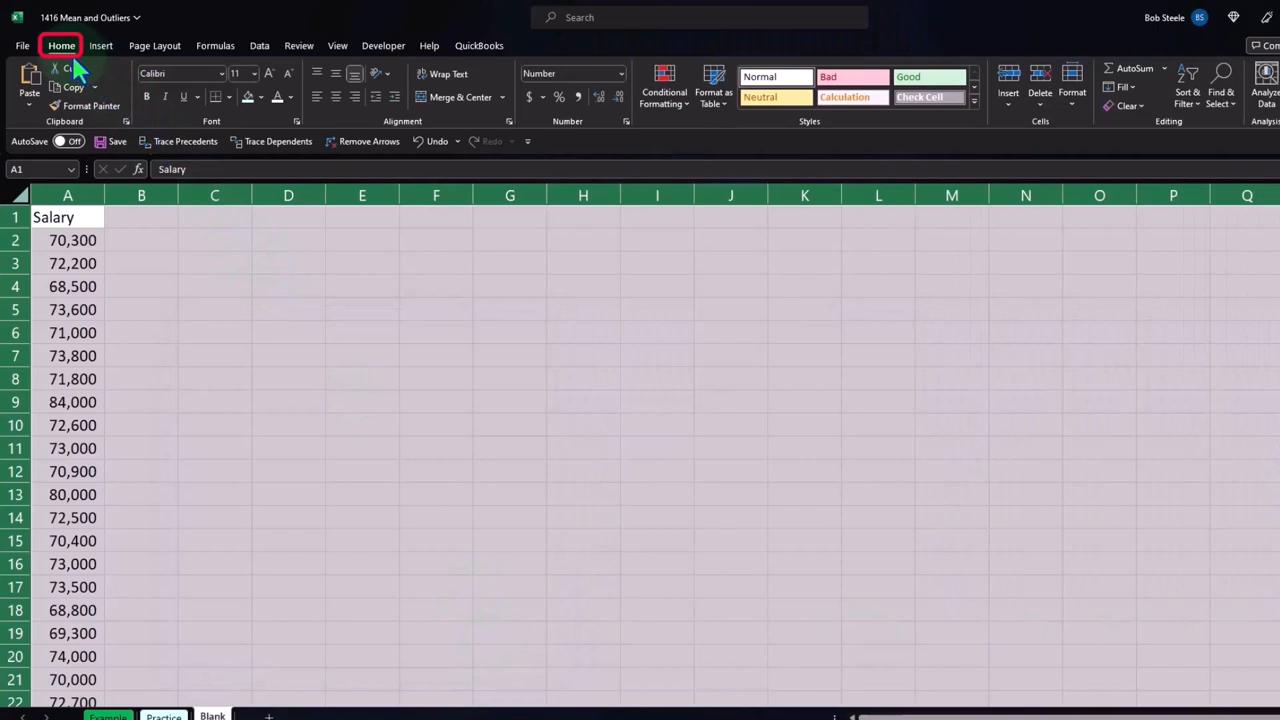 1416 Mean and Outliers
Search
Bob Steele BS
File Home Insert Page Layout Formulas Data Review View Developer Help QuickBooks
Paste
Copy
Format Painter
Clipboard
Calibri 11
A A
B I U
A
Font
Wrap Text
Merge & Center
Alignment
Number
$ % ,
Number
Conditional Formatting
Format as Table
Normal Bad Good
Neutral Calculation Check Cell
Styles
Insert Delete Format
Cells
AutoSum
Fill
Clear
Sort & Filter
Find & Select
Editing
Analyze Data
Analysis
AutoSave Off Save Trace Precedents Trace Dependents Remove Arrows Undo Redo
A1 fx Salary
A B C D E F G H I J K L M N O P Q
1 Salary
2 70,300
3 72,200
4 68,500
5 73,600
6 71,000
7 73,800
8 71,800
9 84,000
10 72,600
11 73,000
12 70,900
13 80,000
14 72,500
15 70,400
16 73,000
17 73,500
18 68,800
19 69,300
20 74,000
21 70,000
22 72,700
Example Practice Blank